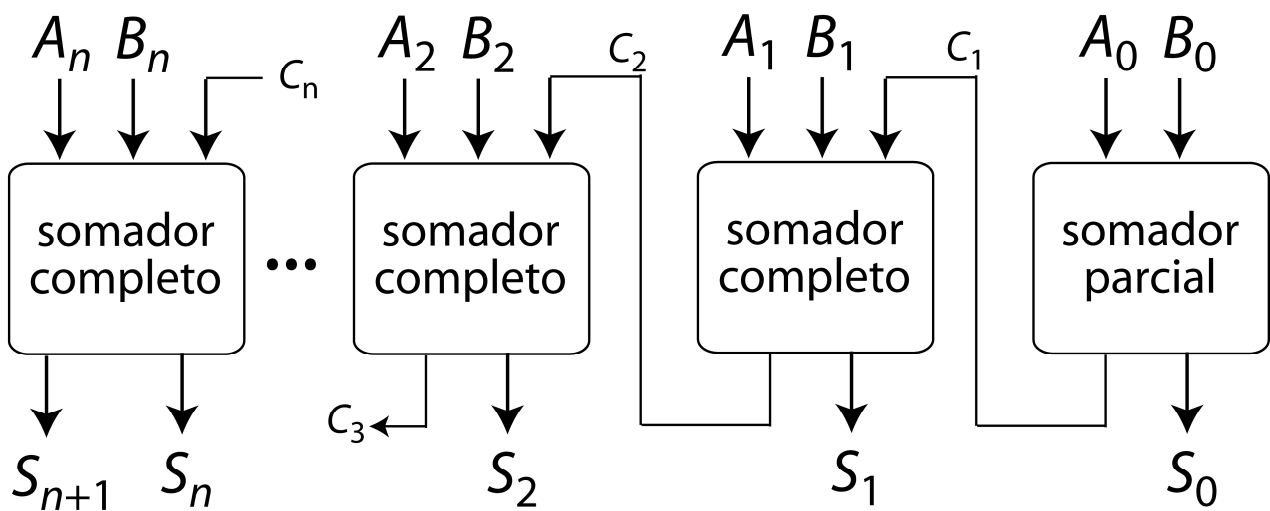 Aₙ Bₙ Cₙ A₂ B₂ C₂ A₁ B₁ C₁ A₀ B₀
somador somador somador somador
completo ... completo completo parcial
C₃
Sₙ₊₁ Sₙ S₂ S₁ S₀